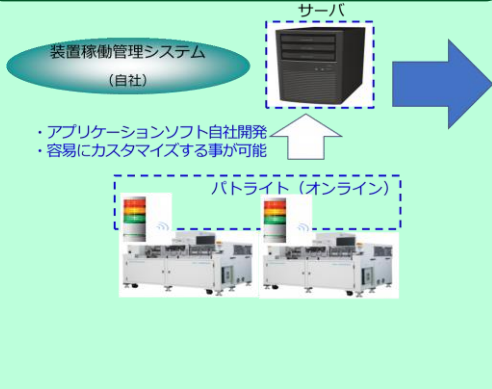 サーバ
装置稼働管理システム
（自社）
・アプリケーションソフト自社開発
・容易にカスタマイズする事が可能
パトライト（オンライン）